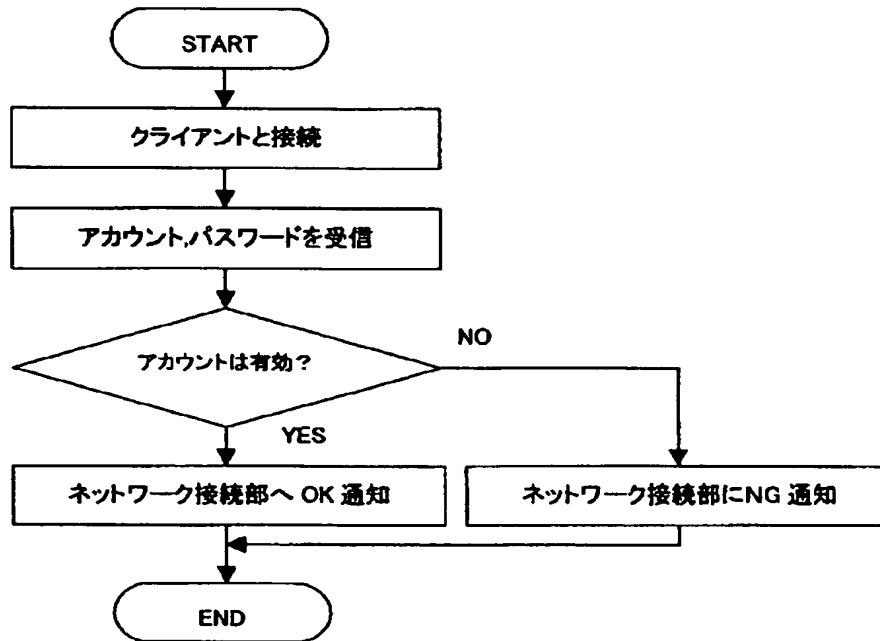 START
クライアントと接続
アカウント,パスワードを受信
アカウントは有効？
NO
YES
ネットワーク接続部へ OK 通知
ネットワーク接続部にNG 通知
END